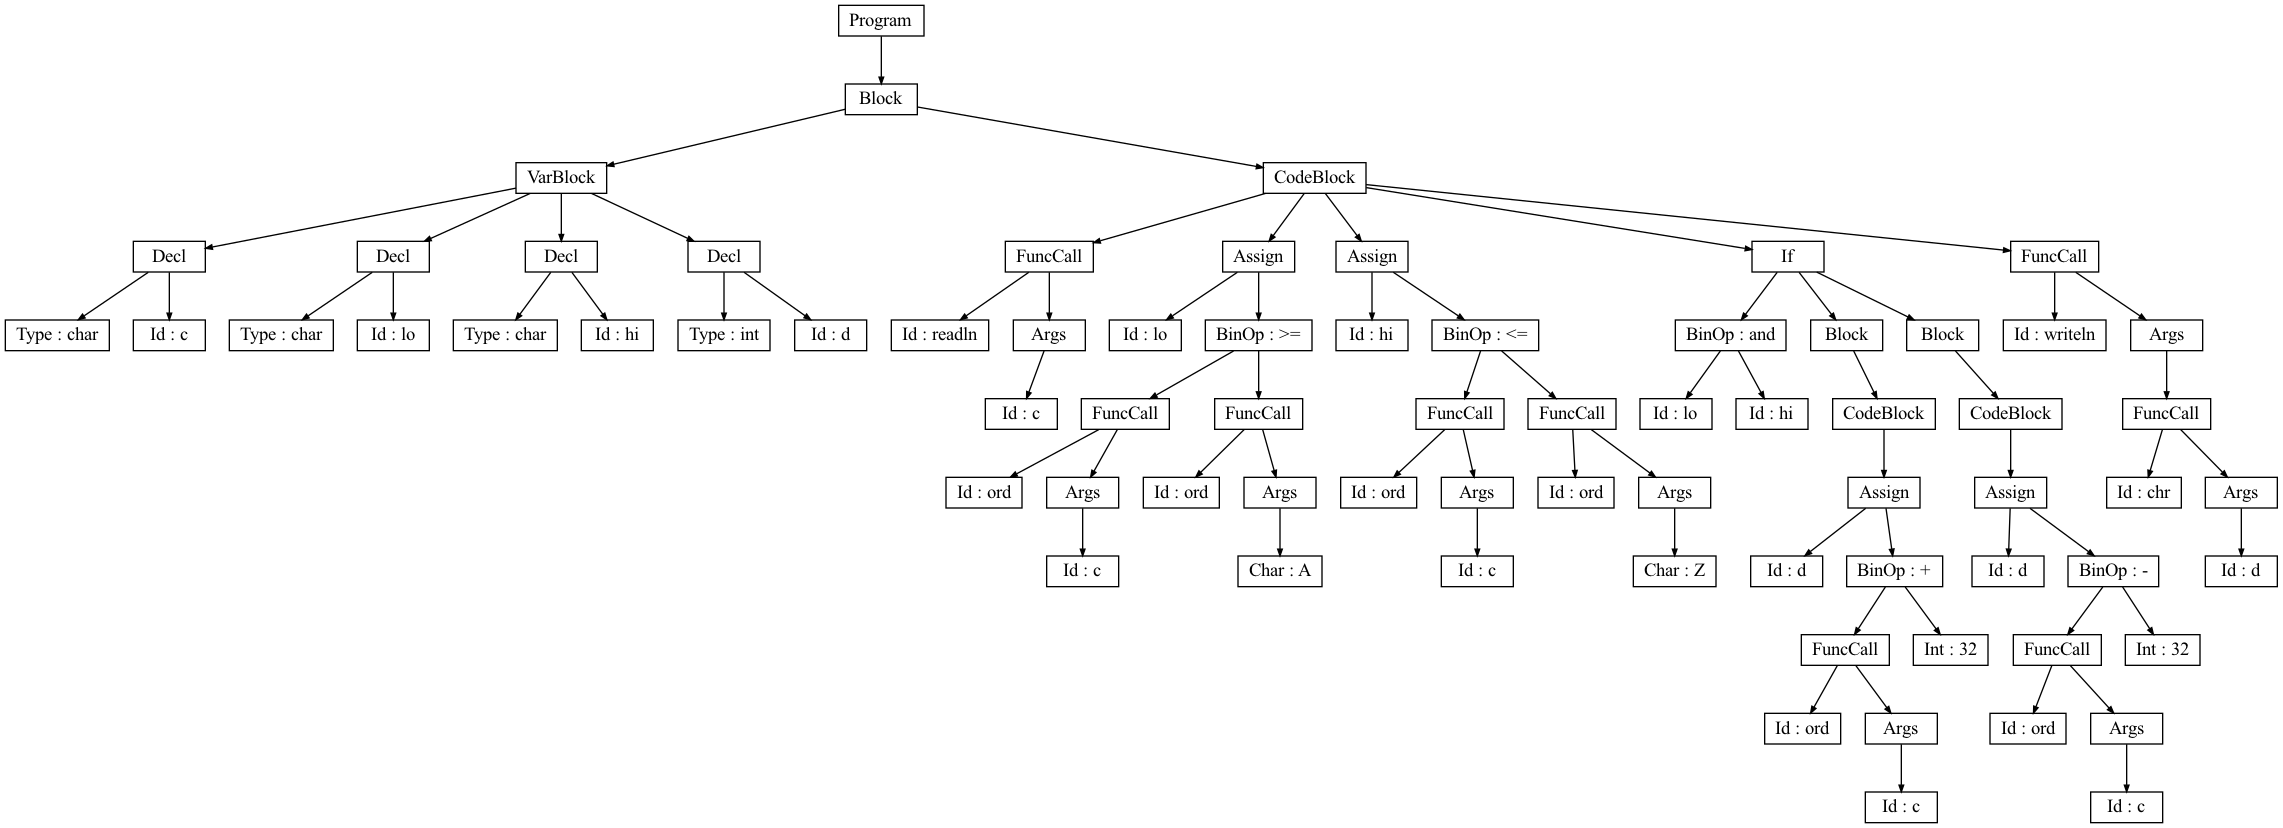 Program
Block
VarBlock
CodeBlock
Decl
Decl
Decl
Decl
FuncCall
Assign
Assign
If
FuncCall
Type : char
Id : c
Type : char
Id : lo
Type : char
Id : hi
Type : int
Id : d
Id : readln
Args
Id : lo
BinOp : >=
Id : hi
BinOp : <=
BinOp : and
Block
Block
Id : writeln
Args
Id : c
FuncCall
FuncCall
FuncCall
FuncCall
Id : lo
Id : hi
CodeBlock
CodeBlock
FuncCall
Id : ord
Args
Id : ord
Args
Id : ord
Args
Id : ord
Args
Assign
Assign
Id : chr
Args
Id : c
Char : A
Id : c
Char : Z
Id : d
BinOp : +
Id : d
BinOp : -
Id : d
FuncCall
Int : 32
FuncCall
Int : 32
Id : ord
Args
Id : ord
Args
Id : c
Id : c